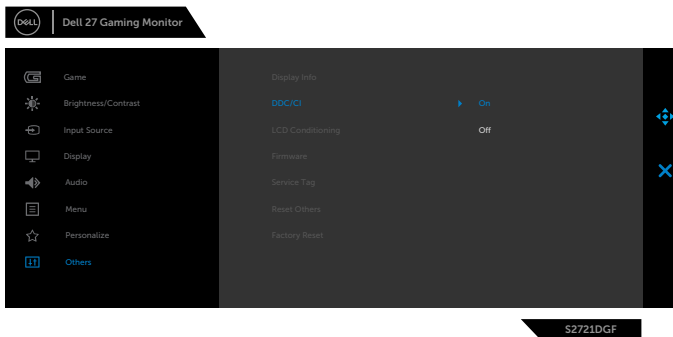 DELL
Dell 27 Gaming Monitor
Game
Display Info
Brightness/Contrast
DDC/CI
On
Input Source
LCD Conditioning
Off
Display
Firmware
Audio
Service Tag
Menu
Reset Others
Personalize
Factory Reset
Others
S2721DGF